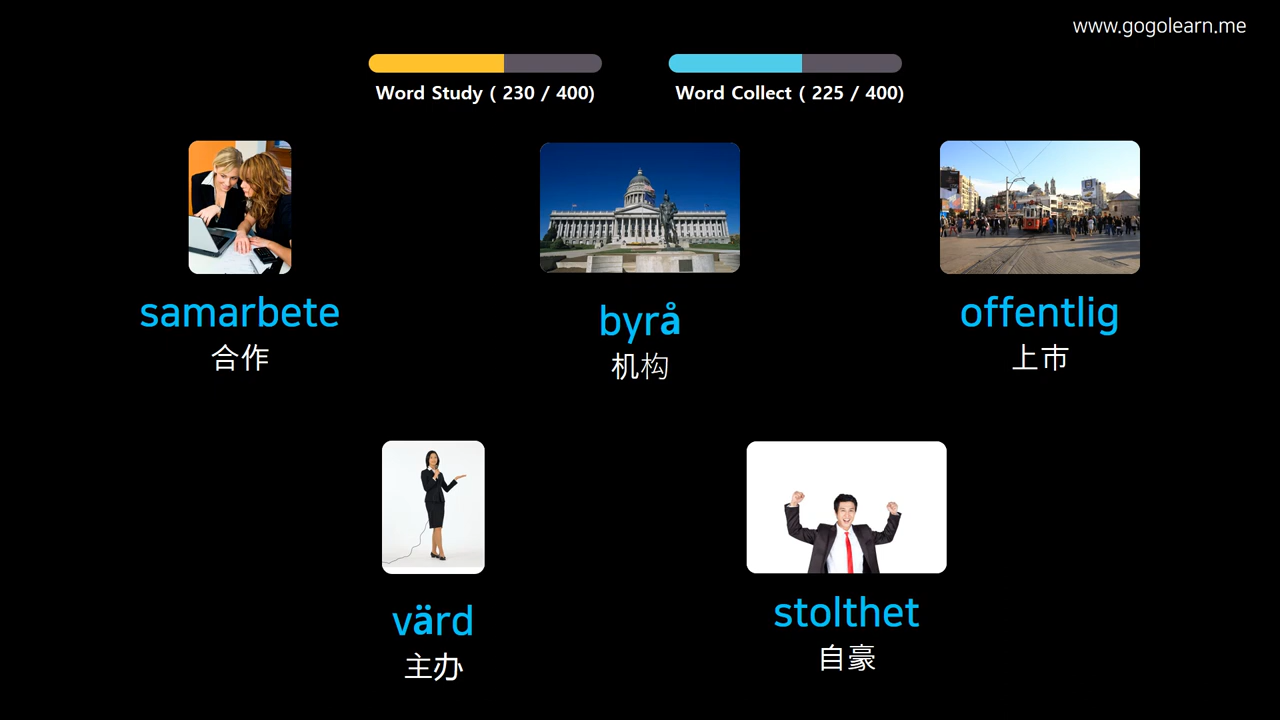 www.gogolearn.me
Word Study ( 230 / 400)
Word Collect ( 225 / 400)
samarbete
合作
byrå
机构
offentlig
上市
värd
主办
stolthet
自豪